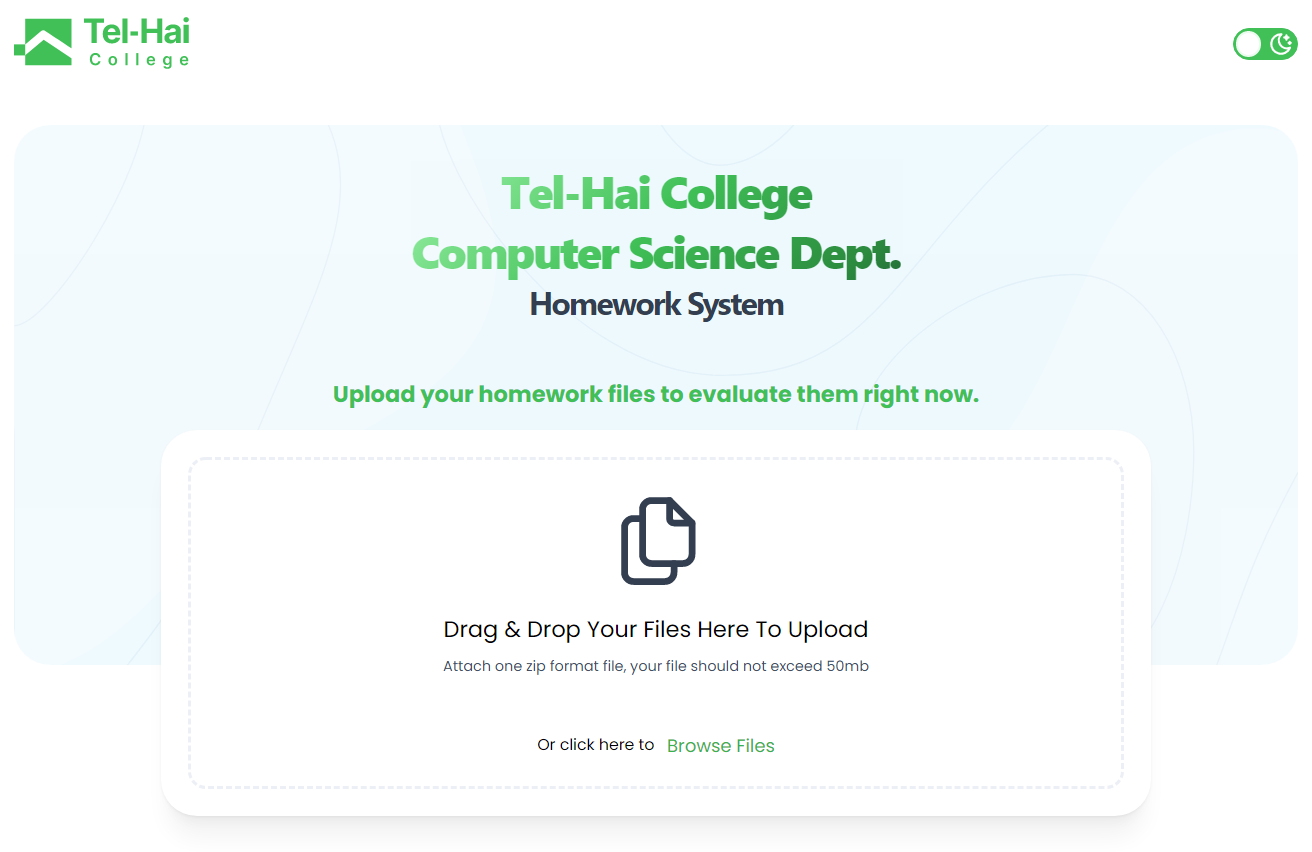 Tel-Hai
College
Tel-Hai College
Computer Science Dept.
Homework System
Upload your homework files to evaluate them right now.
Drag & Drop Your Files Here To Upload
Attach one zip format file, your file should not exceed 50mb
Or click here to Browse Files